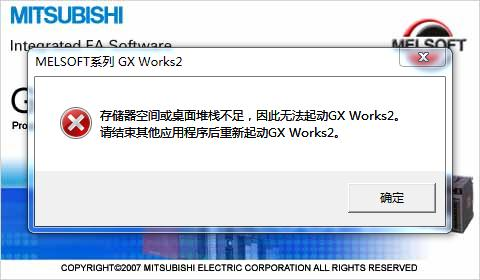 MITSUBISHI
Integrated FA Software
MELSOFT
MELSOFT系列 GX Works2
G
Pro
存储器空间或桌面堆栈不足，因此无法起动GX Works2。
请结束其他应用程序后重新起动GX Works2。
确定
COPYRIGHT©2007 MITSUBISHI ELECTRIC CORPORATION ALL RIGHTS RESERVED